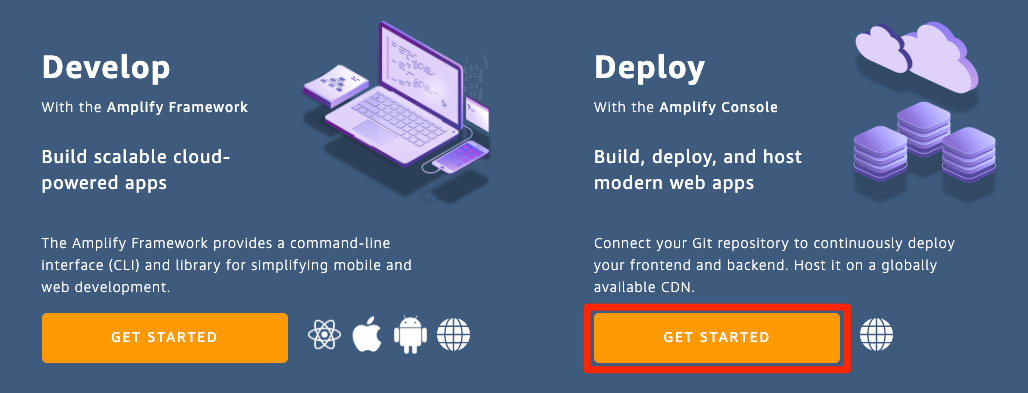 Develop
With the Amplify Framework
Build scalable cloud-
powered apps
The Amplify Framework provides a command-line
interface (CLI) and library for simplifying mobile and
web development.
GET STARTED
Deploy
With the Amplify Console
Build, deploy, and host
modern web apps
Connect your Git repository to continuously deploy
your frontend and backend. Host it on a globally
available CDN.
GET STARTED